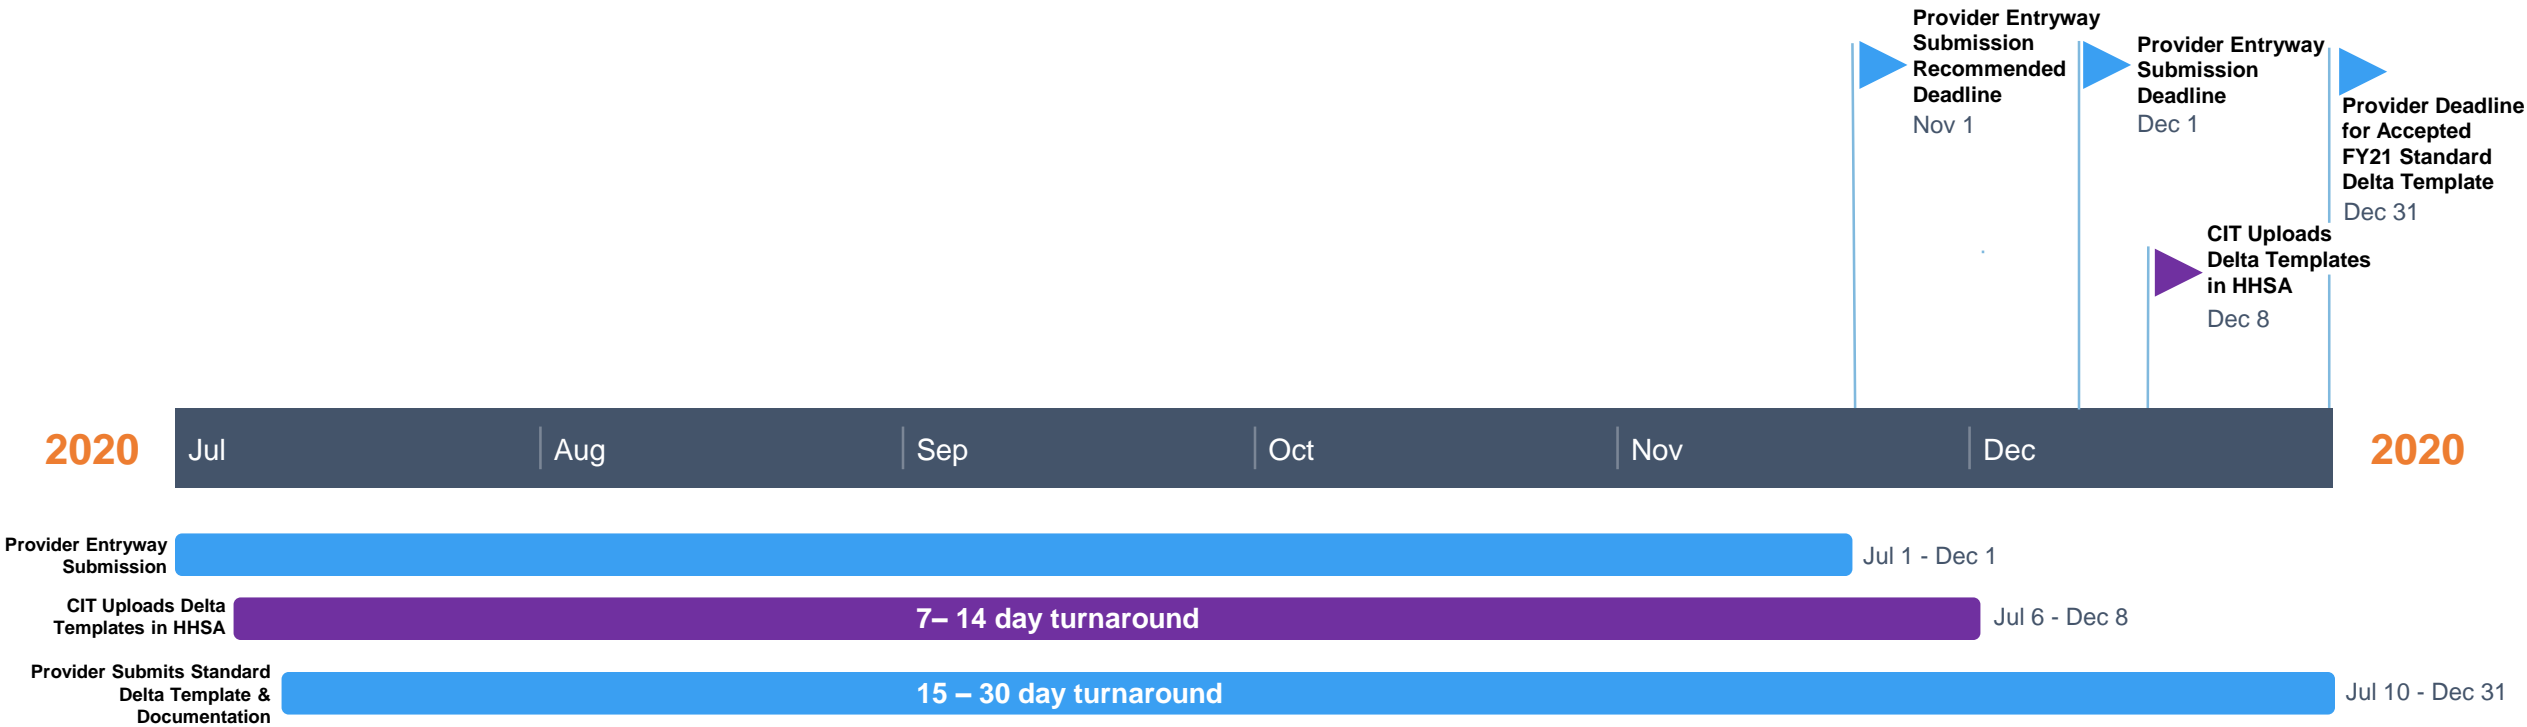 Provider Entryway
Submission
Recommended
Deadline
Nov 1
Provider Entryway
Submission
Deadline
Dec 1
Provider Deadline
for Accepted
FY21 Standard
Delta Template
Dec 31
CIT Uploads
Delta Templates
in HHSA
Dec 8
2020
Jul
Aug
Sep
Oct
Nov
Dec
2020
Provider Entryway
Submission
Jul 1 - Dec 1
CIT Uploads Delta
Templates in HHSA
7– 14 day turnaround
Jul 6 - Dec 8
Provider Submits Standard
Delta Template &
Documentation
15 – 30 day turnaround
Jul 10 - Dec 31